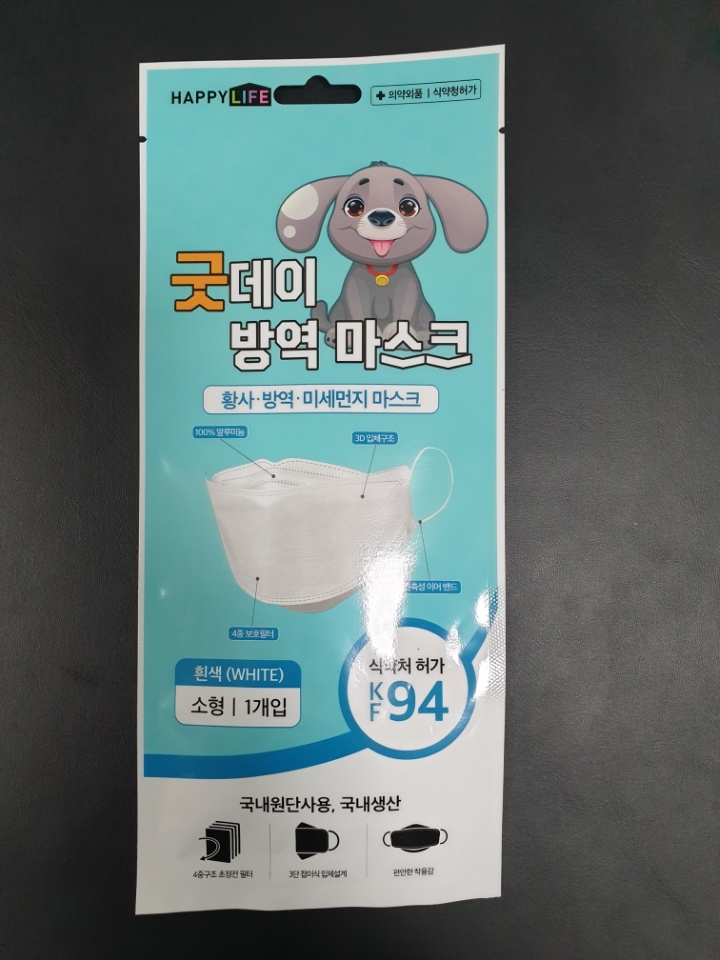 HAPPY LIFE
의약외품 | 식약청허가
굿데이
방역 마스크
황사·방역·미세먼지 마스크
100% 알루미늄
3D 입체구조
이어 밴드
4중 보호필터
흰색 (WHITE)
소형 | 1개입
식약처 허가
KF94
국내원단사용, 국내생산
4중구조 초정전 필터
3단 접이식 입체설계
편안한 착용감